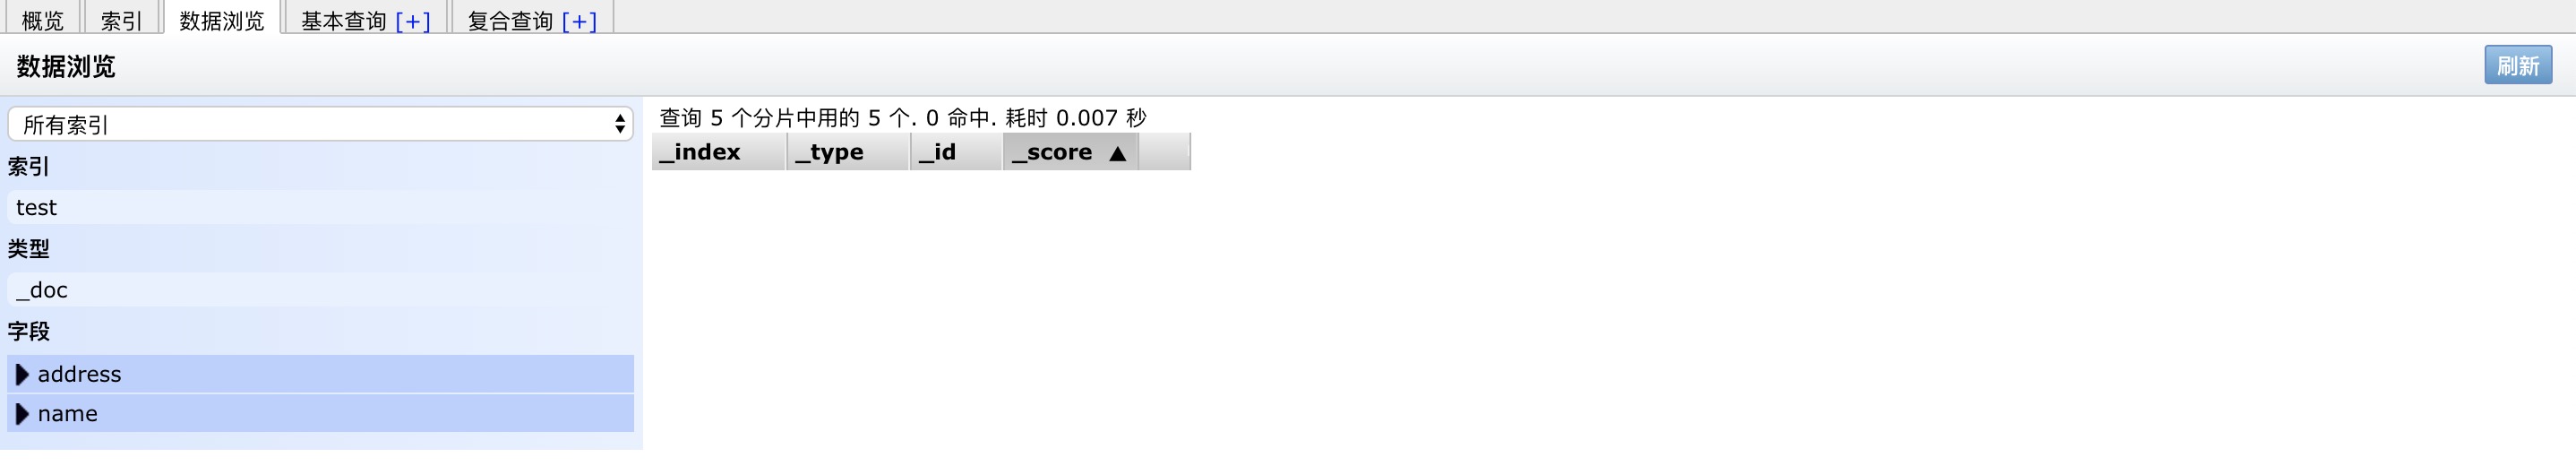 概览 索引 数据浏览 基本查询 [+] 复合查询 [+]
数据浏览 刷新
所有索引
索引
test
类型
_doc
字段
address
name
查询 5 个分片中用的 5 个. 0 命中. 耗时 0.007 秒
_index _type _id _score ▲